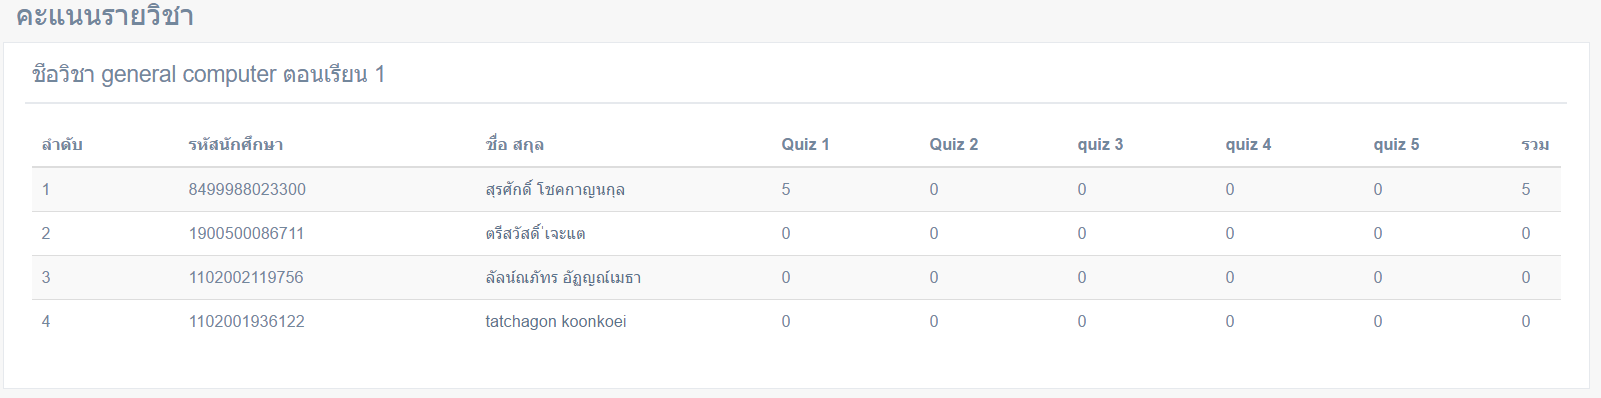 คะแนนรายวิชา
ชื่อวิชา general computer ตอนเรียน 1
ลำดับ รหัสนักศึกษา ชื่อ สกุล Quiz 1 Quiz 2 quiz 3 quiz 4 quiz 5 รวม
1 8499988023300 สุรศักดิ์ โชคกาญนกุล 5 0 0 0 0 5
2 1900500086711 ตรีสวัสดิ์ ่เจะแต 0 0 0 0 0 0
3 1102002119756 ลัลน์ณภัทร อัฏญณ์เมธา 0 0 0 0 0 0
4 1102001936122 tatchagon koonkoei 0 0 0 0 0 0